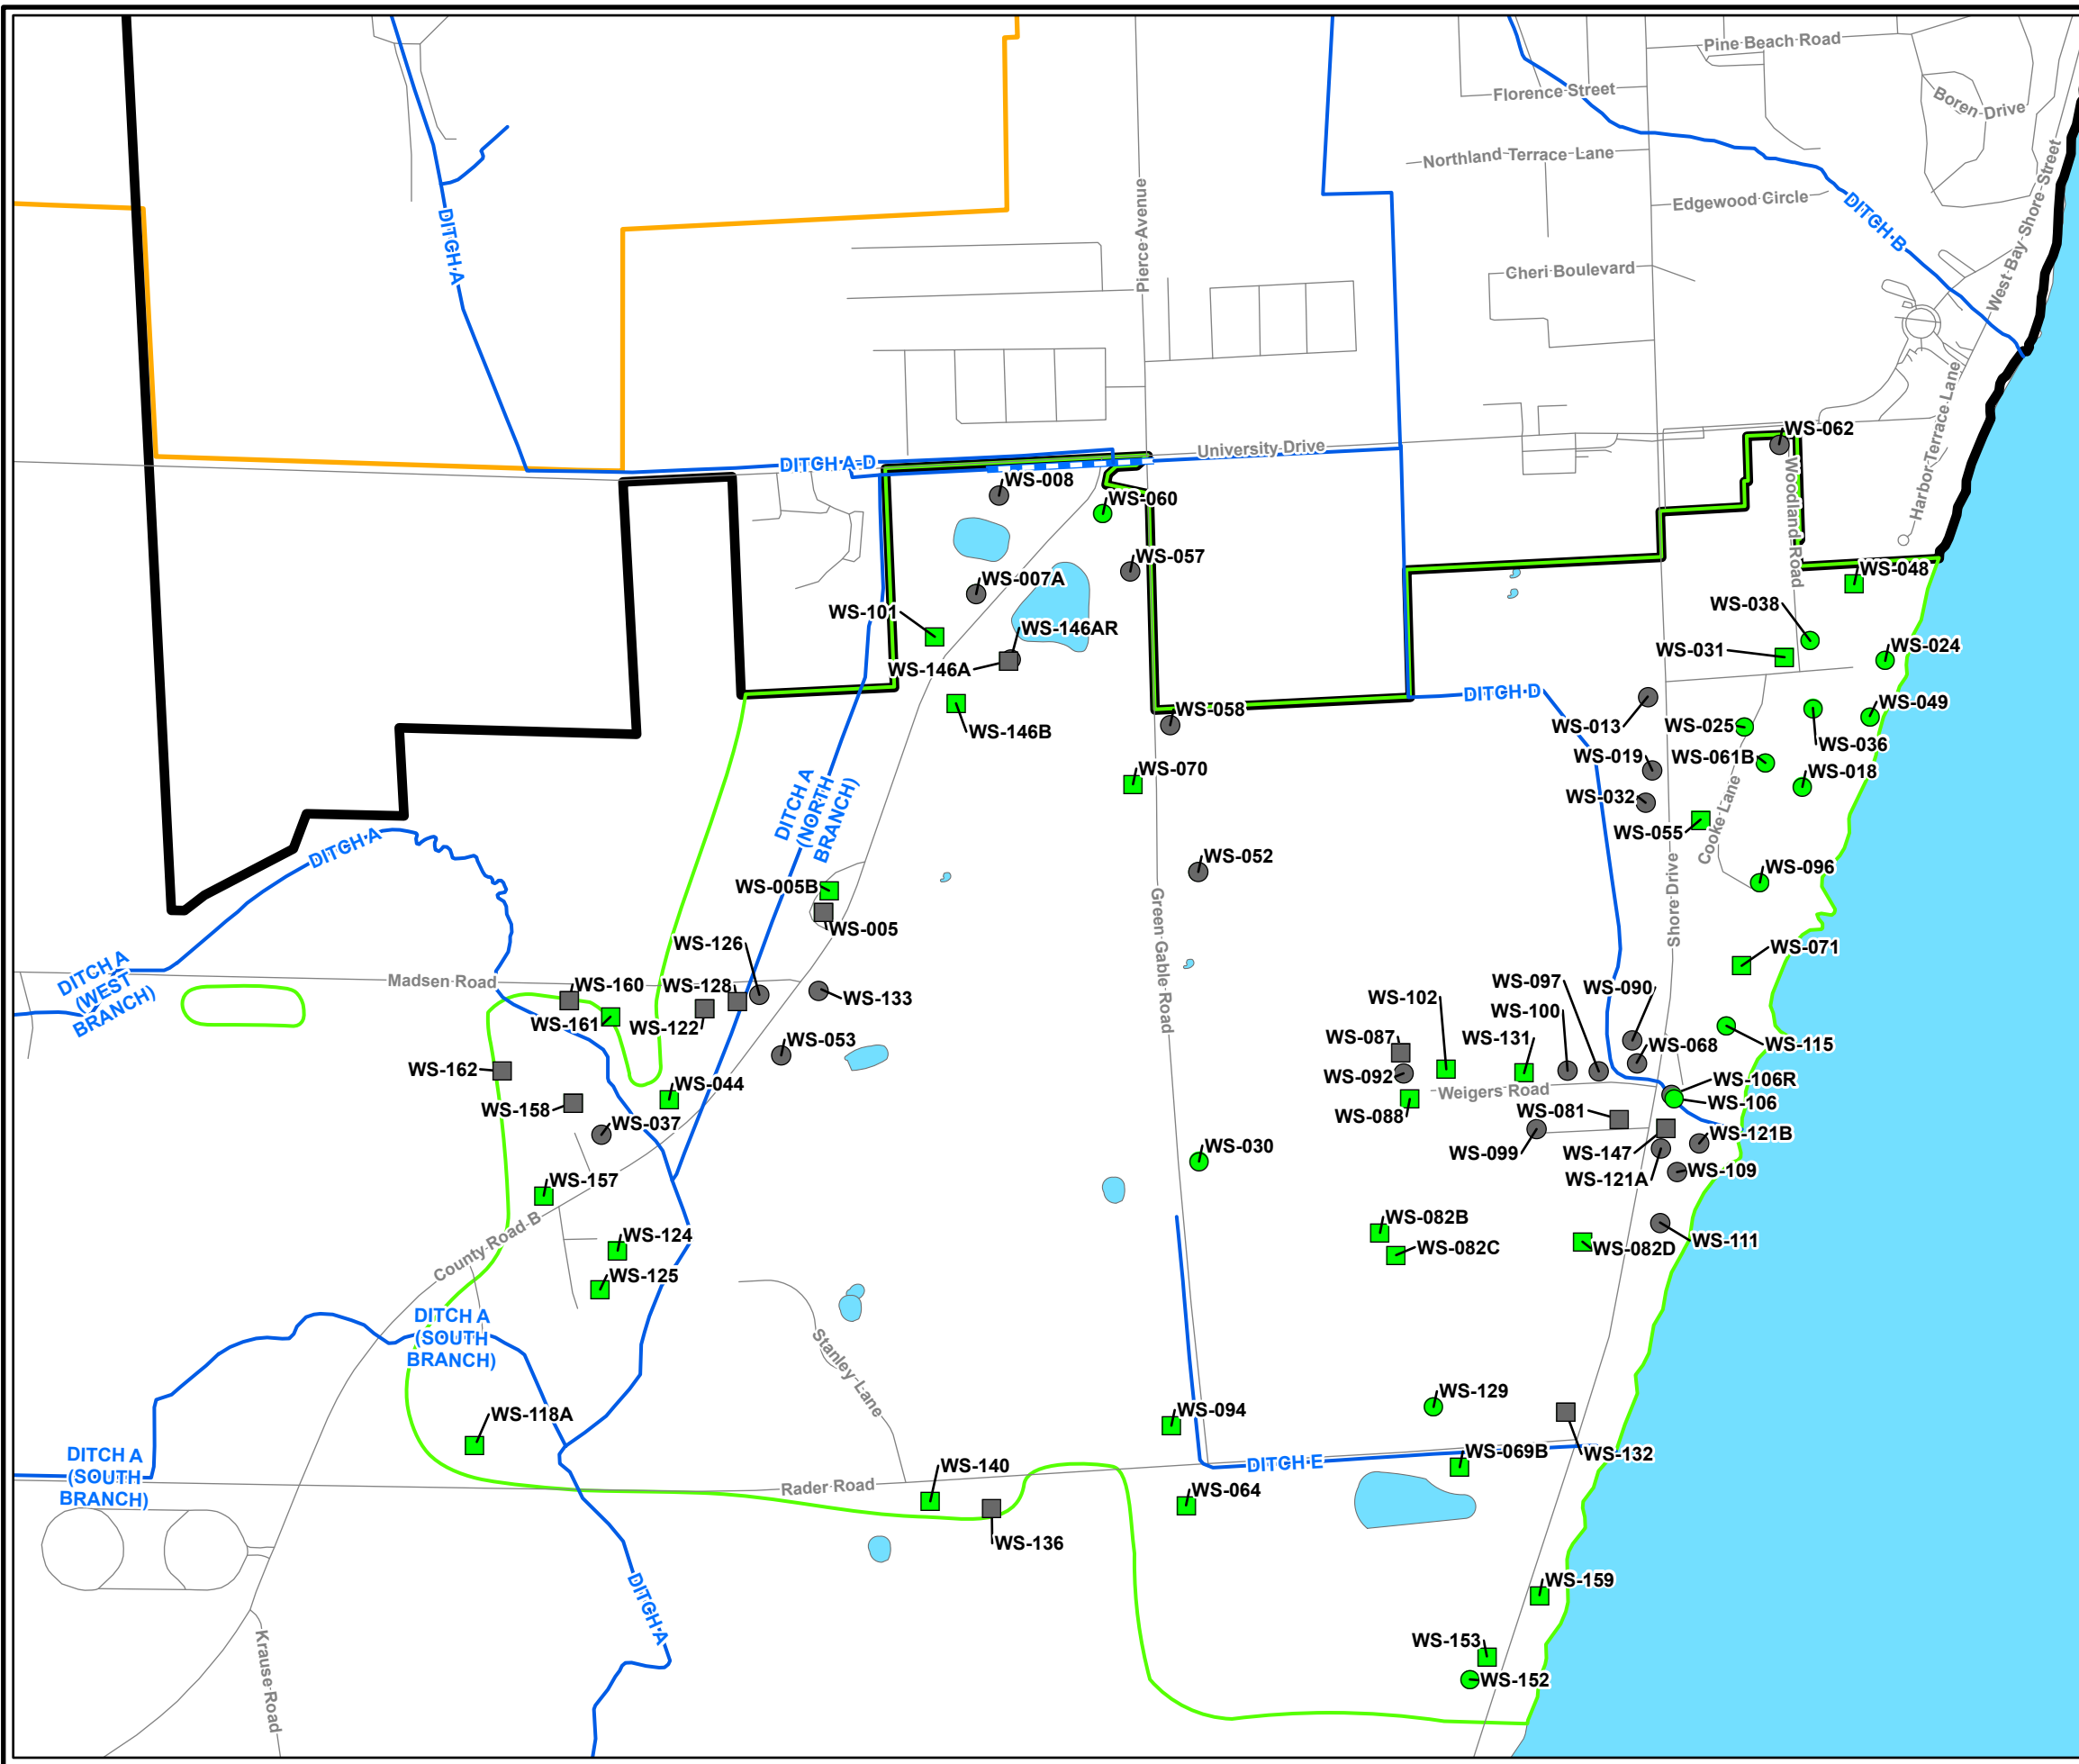 Pine Beach Road
Florence Street
Boren Drive
Northland Terrace Lane
Edgewood Circle
West Bay Shore Street
DITCH A
Pierce Avenue
DITCH B
Cheri Boulevard
Harbor Terrace Lane
WS-062
University Drive
DITCH A-D
Woodland Road
WS-008
WS-060
WS-057
WS-007A
WS-048
WS-101
WS-038
WS-146AR
WS-031
WS-024
WS-146A
DITCH D
WS-058
WS-013
WS-025
WS-049
WS-146B
WS-036
WS-019
WS-061B
WS-070
WS-018
DITCH A
(NORTH
BRANCH)
WS-032
WS-055
Cooke Lane
DITCH A
WS-052
WS-096
WS-005B
Shore Drive
WS-005
Green Gable Road
WS-126
WS-071
DITCH A
(WEST
BRANCH)
Madsen Road
WS-160
WS-128
WS-133
WS-102
WS-097
WS-090
WS-100
WS-161
WS-122
WS-087
WS-131
WS-053
WS-068
WS-115
WS-162
WS-092
WS-044
WS-106R
Weigers Road
WS-106
WS-158
WS-088
WS-081
WS-037
WS-121B
WS-030
WS-099
WS-147
WS-109
WS-157
WS-121A
County Road B
WS-082B
WS-124
WS-082C
WS-082D
WS-111
WS-125
DITCH A
(SOUTH
BRANCH)
Stanley Lane
WS-129
WS-118A
WS-094
DITCH A
(SOUTH
BRANCH)
WS-069B
WS-132
DITCH E
WS-140
Rader Road
WS-064
WS-136
WS-159
DITCH A
Krause Road
WS-153
WS-152